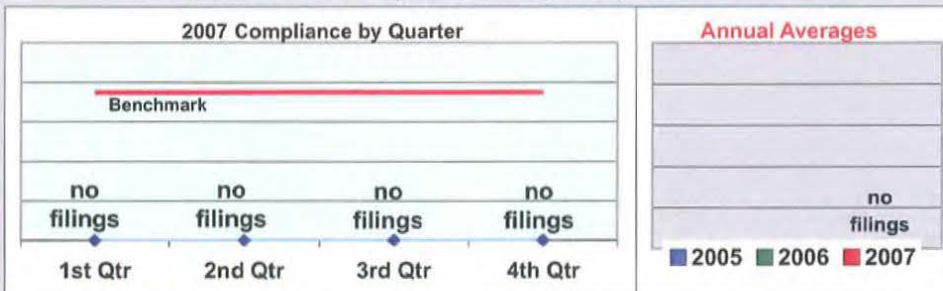 2007 Compliance by Quarter
Benchmark
no filings
no filings
no filings
no filings
1st Qtr
2nd Qtr
3rd Qtr
4th Qtr
Annual Averages
no
filings
2005 2006 2007